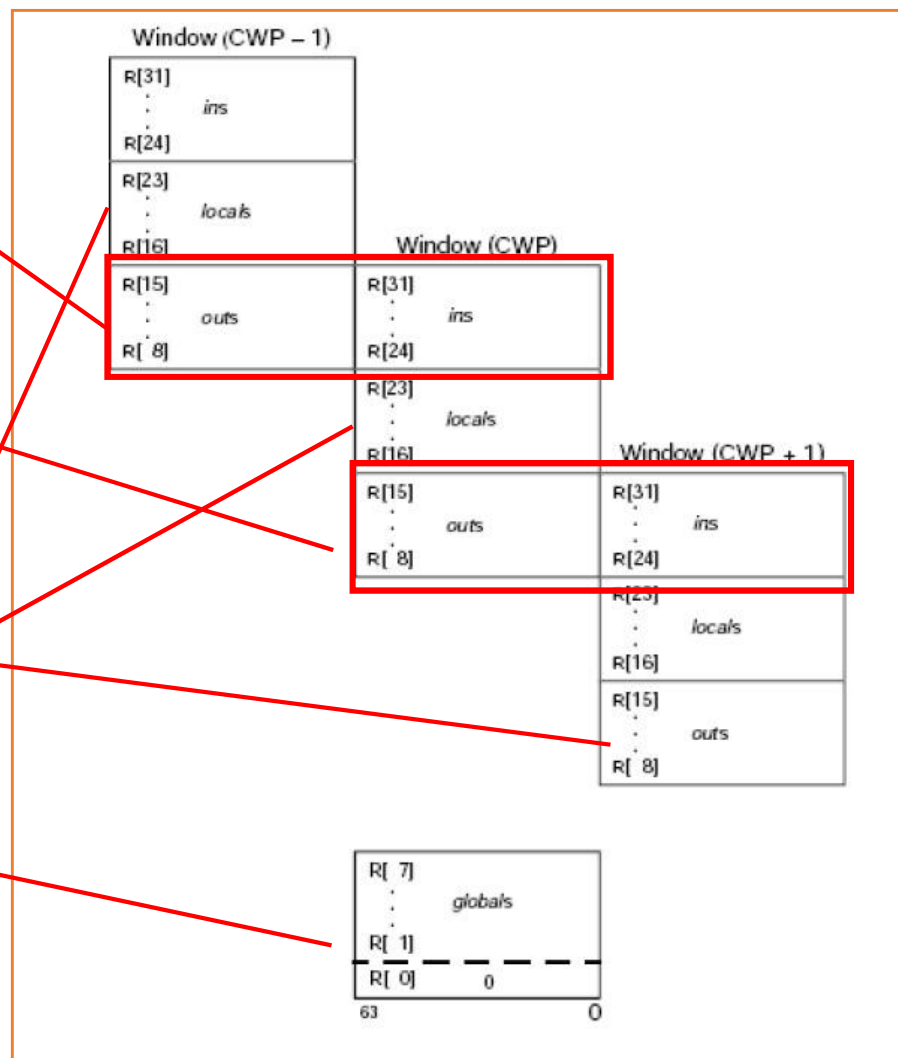 Window (CWP – 1)
R[31]
ins
R[24]
R[23]
locals
R[16]
Window (CWP)
R[15]
outs
R[ 8]
R[31]
ins
R[24]
R[23]
locals
R[16]
Window (CWP + 1)
R[15]
outs
R[ 8]
R[31]
ins
R[24]
R[23]
locals
R[16]
R[15]
outs
R[ 8]
R[ 7]
globals
R[ 1]
R[ 0] 0
63 0